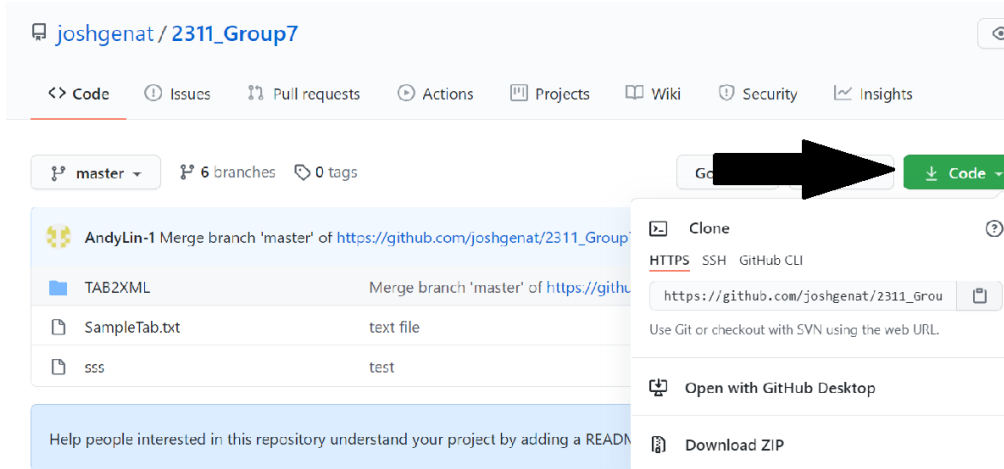 joshgenat / 2311_Group7
Code Issues Pull requests Actions Projects Wiki Security Insights
master 6 branches 0 tags
Go
Code
AndyLin-1 Merge branch 'master' of https://github.com/joshgenat/2311_Group7
TAB2XML Merge branch 'master' of https://githu
SampleTab.txt text file
sss test
Help people interested in this repository understand your project by adding a READ
Clone
HTTPS SSH GitHub CLI
https://github.com/joshgenat/2311_Grou
Use Git or checkout with SVN using the web URL.
Open with GitHub Desktop
Download ZIP